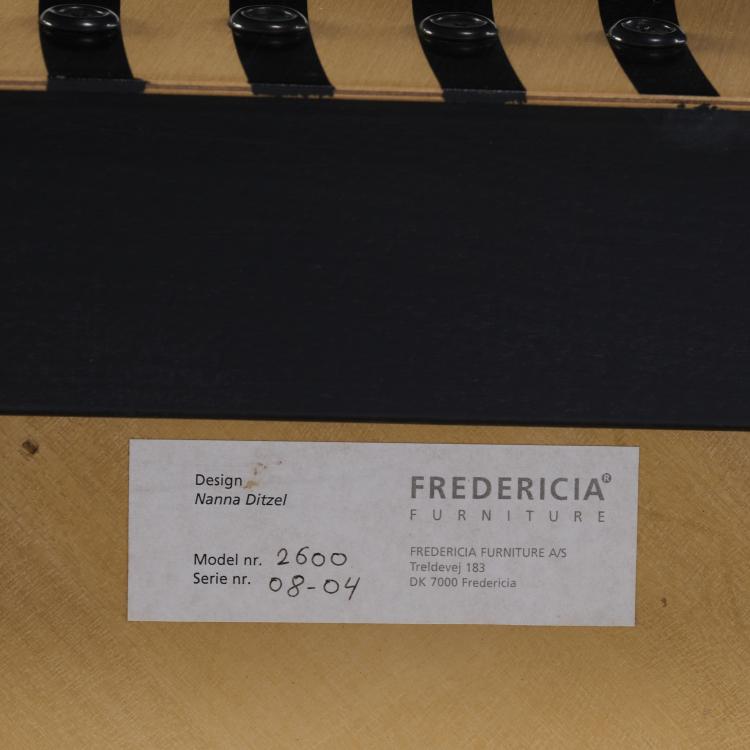 Design
Nanna Ditzel
Model nr. 2600
Serie nr. 08-04
FREDERICIA®
FURNITURE
FREDERICIA FURNITURE A/S
Treldevej 183
DK 7000 Fredericia